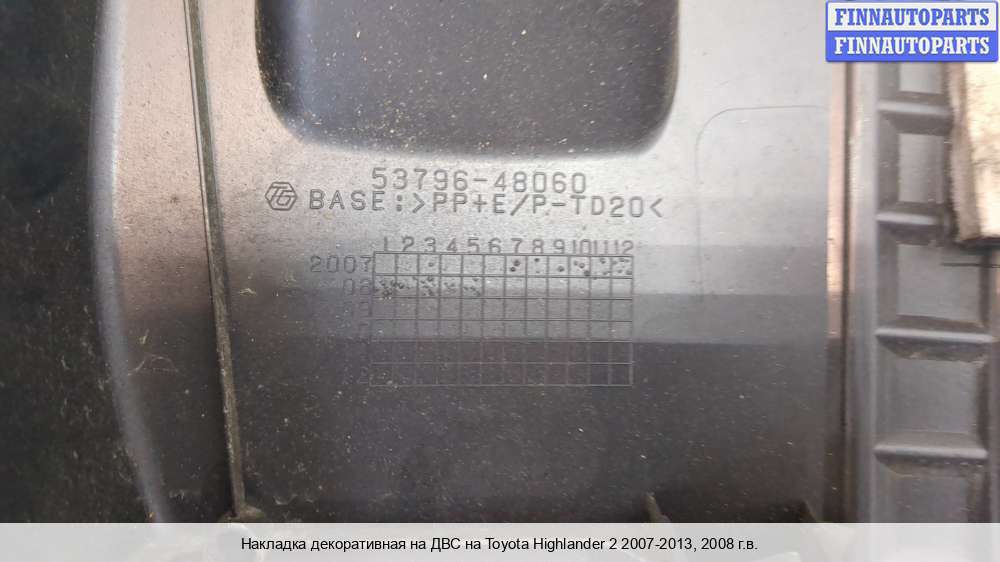 FINNAUTOPARTS
FINNAUTOPARTS
53796-48060
TG BASE:>PP+E/P-TD20<
1 2 3 4 5 6 7 8 9 10 11 12
2007
08
Накладка декоративная на ДВС на Toyota Highlander 2 2007-2013, 2008 г.в.